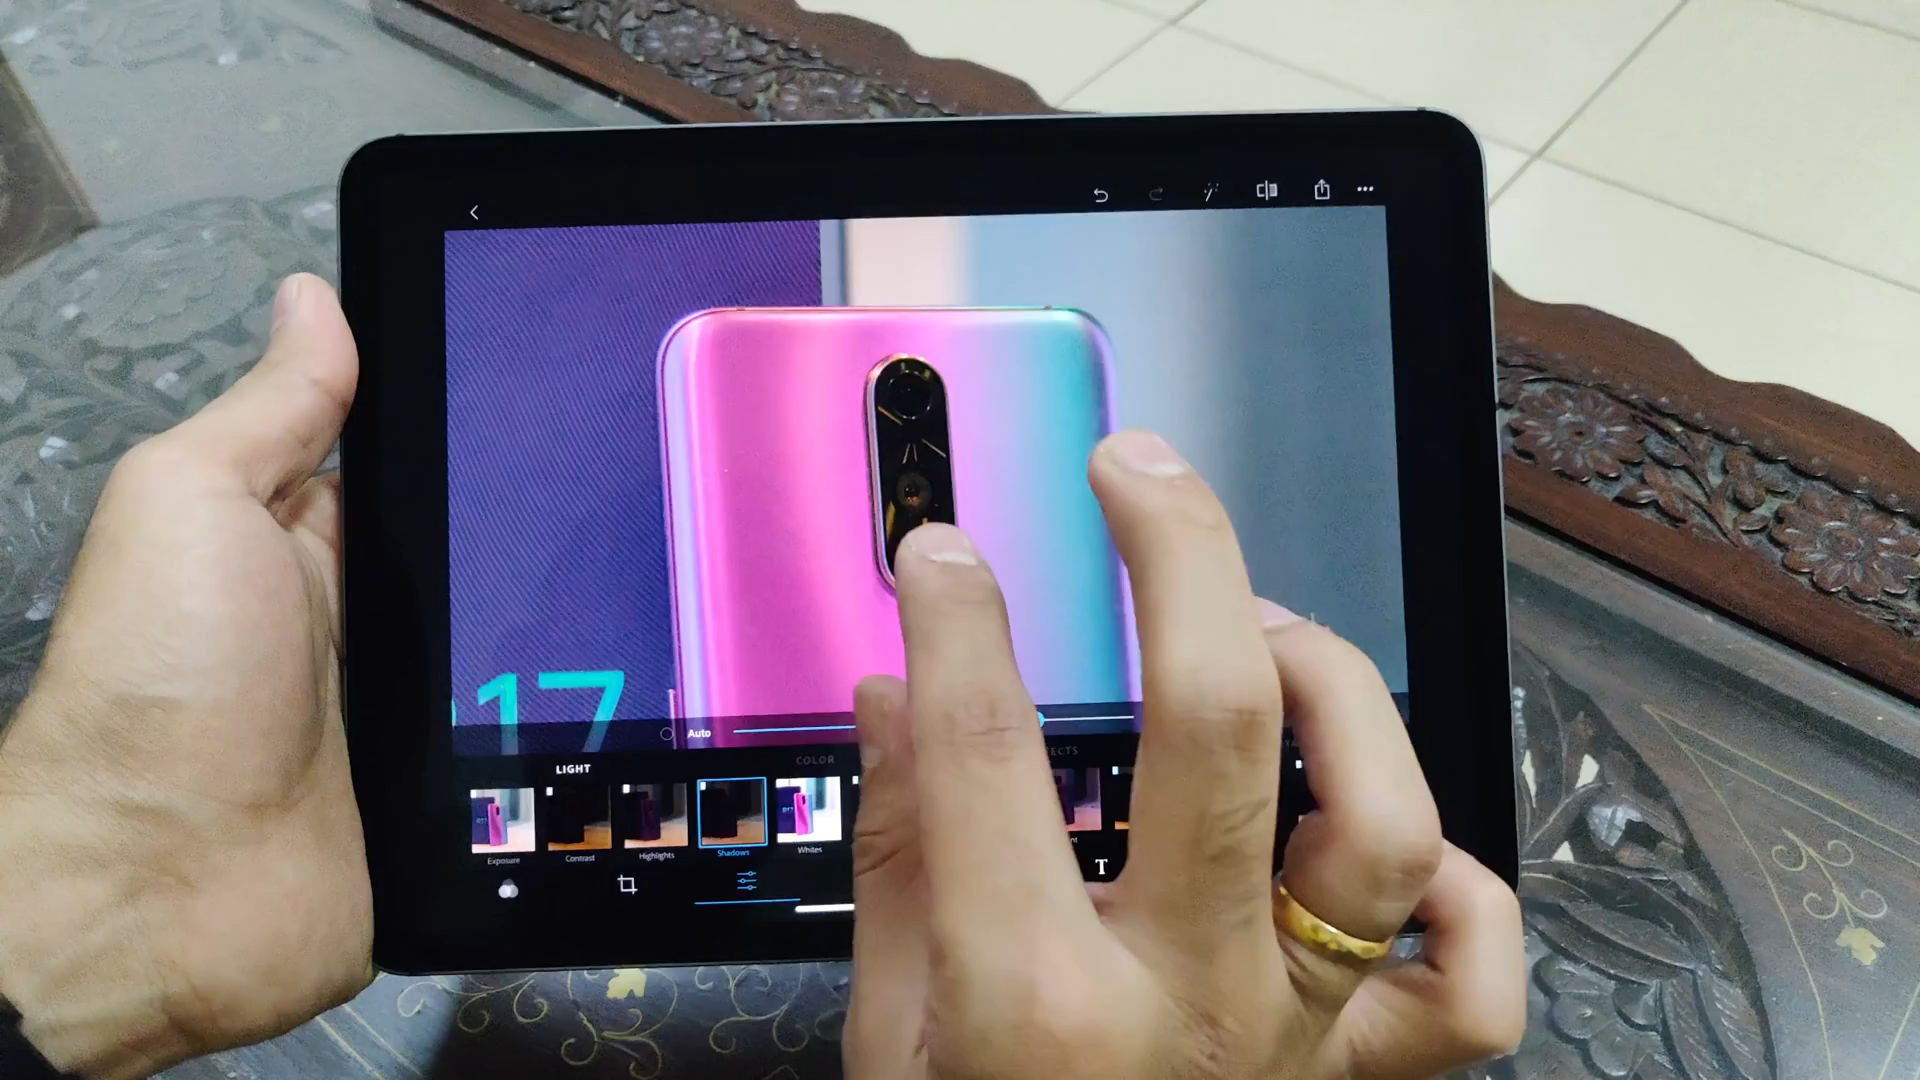 17
Auto
LIGHT
COLOR
Exposure
Contrast
Highlights
Shadows
Whites
T